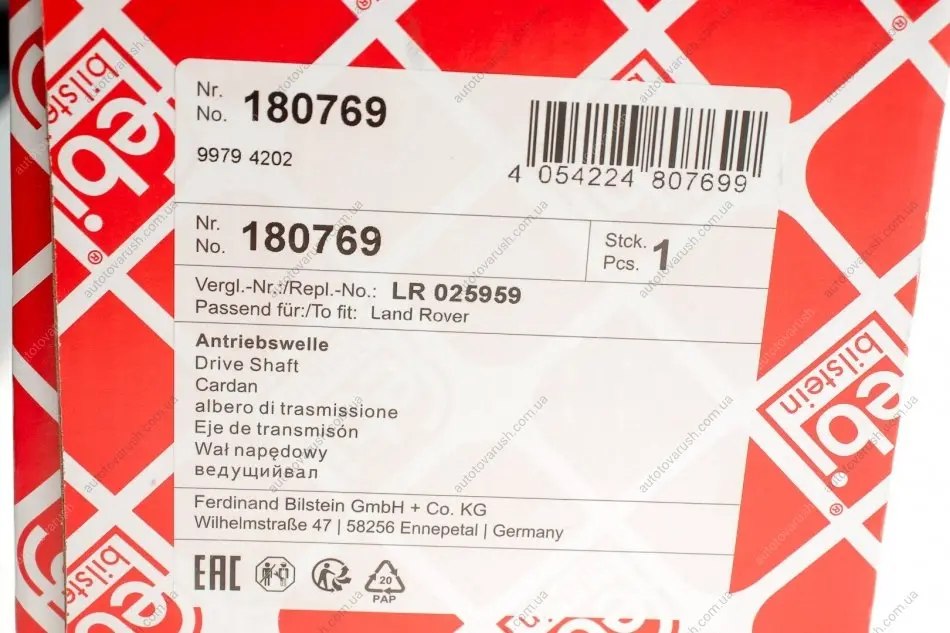 febi
bilstein
®
Nr.
No. 180769
9979 4202
4 054224 807699
Nr.
No. 180769
Stck.
Pcs. 1
Vergl.-Nr.:/Repl.-No.: LR 025959
Passend für:/To fit: Land Rover
Antriebswelle
Drive Shaft
Cardan
albero di trasmissione
Eje de transmisón
Wał napędowy
ведущийвал
Ferdinand Bilstein GmbH + Co. KG
Wilhelmstraße 47 | 58256 Ennepetal | Germany
EAC
20
PAP
febi
bilstein
®
febi
bilstein
autotovarush.com.ua